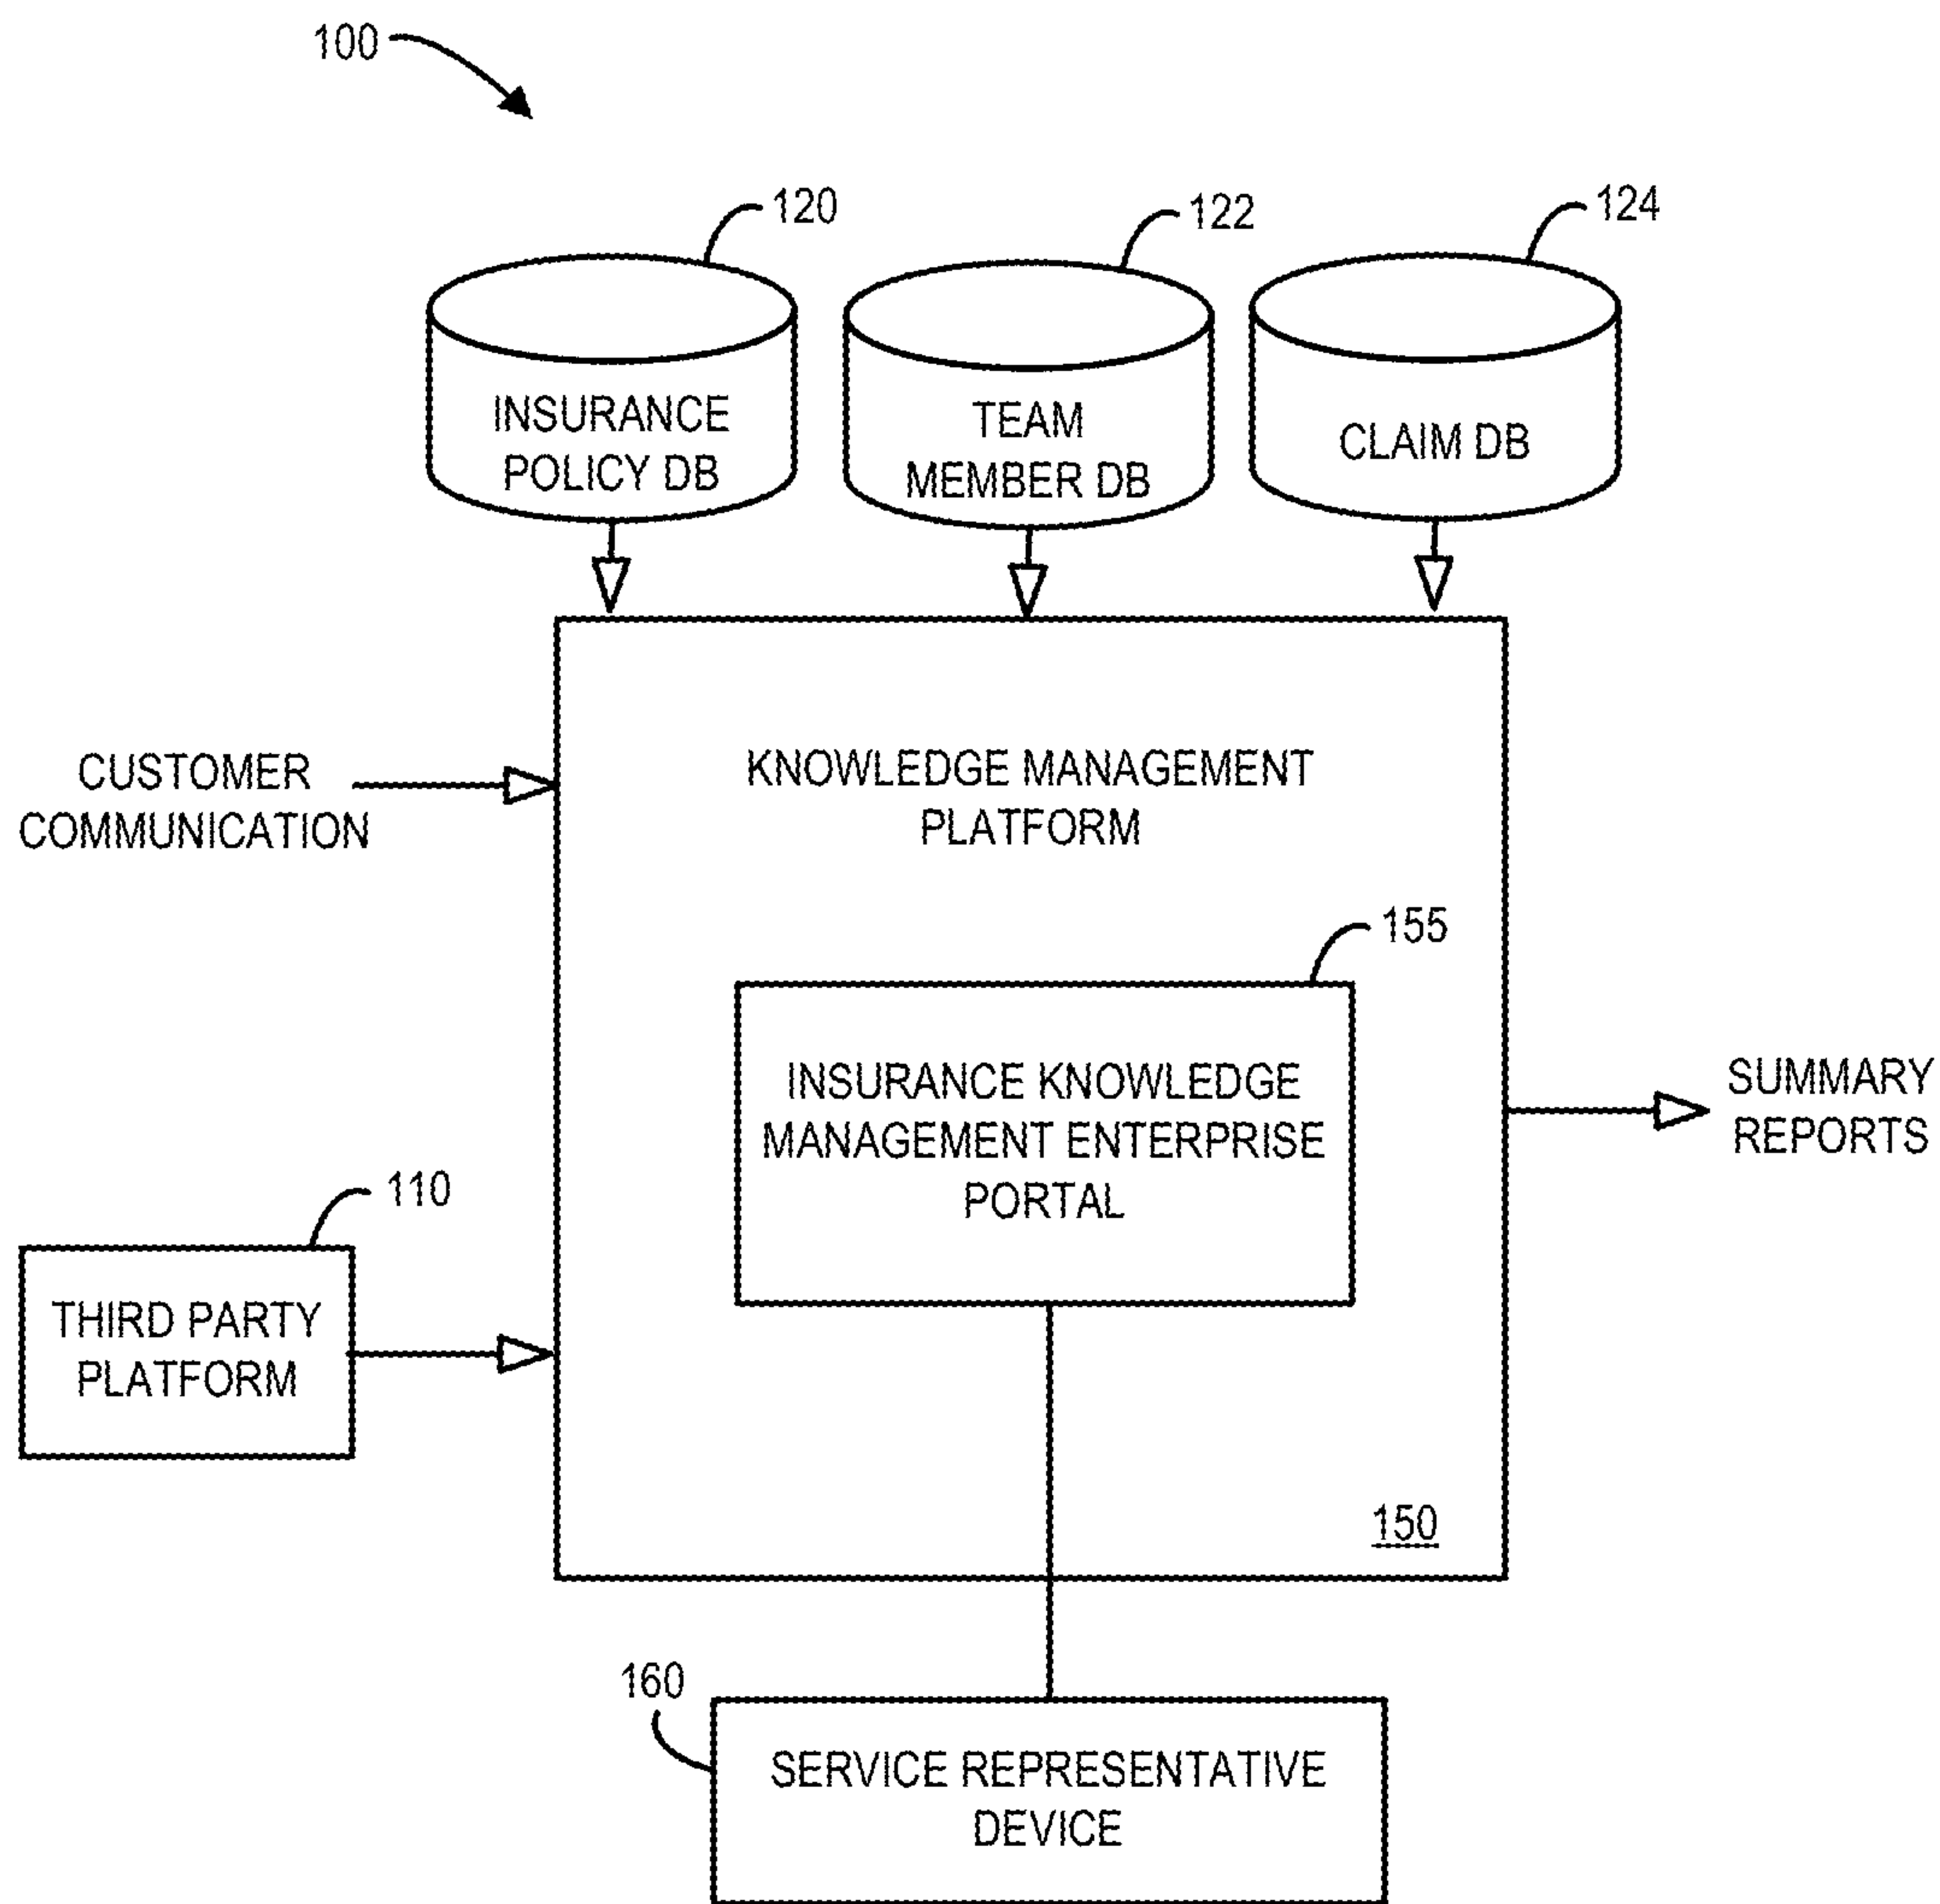 100
120
122
124
INSURANCE
POLICY DB
TEAM
MEMBER DB
CLAIM DB
CUSTOMER
COMMUNICATION
KNOWLEDGE MANAGEMENT
PLATFORM
155
INSURANCE KNOWLEDGE
MANAGEMENT ENTERPRISE
PORTAL
SUMMARY
REPORTS
110
THIRD PARTY
PLATFORM
150
160
SERVICE REPRESENTATIVE
DEVICE